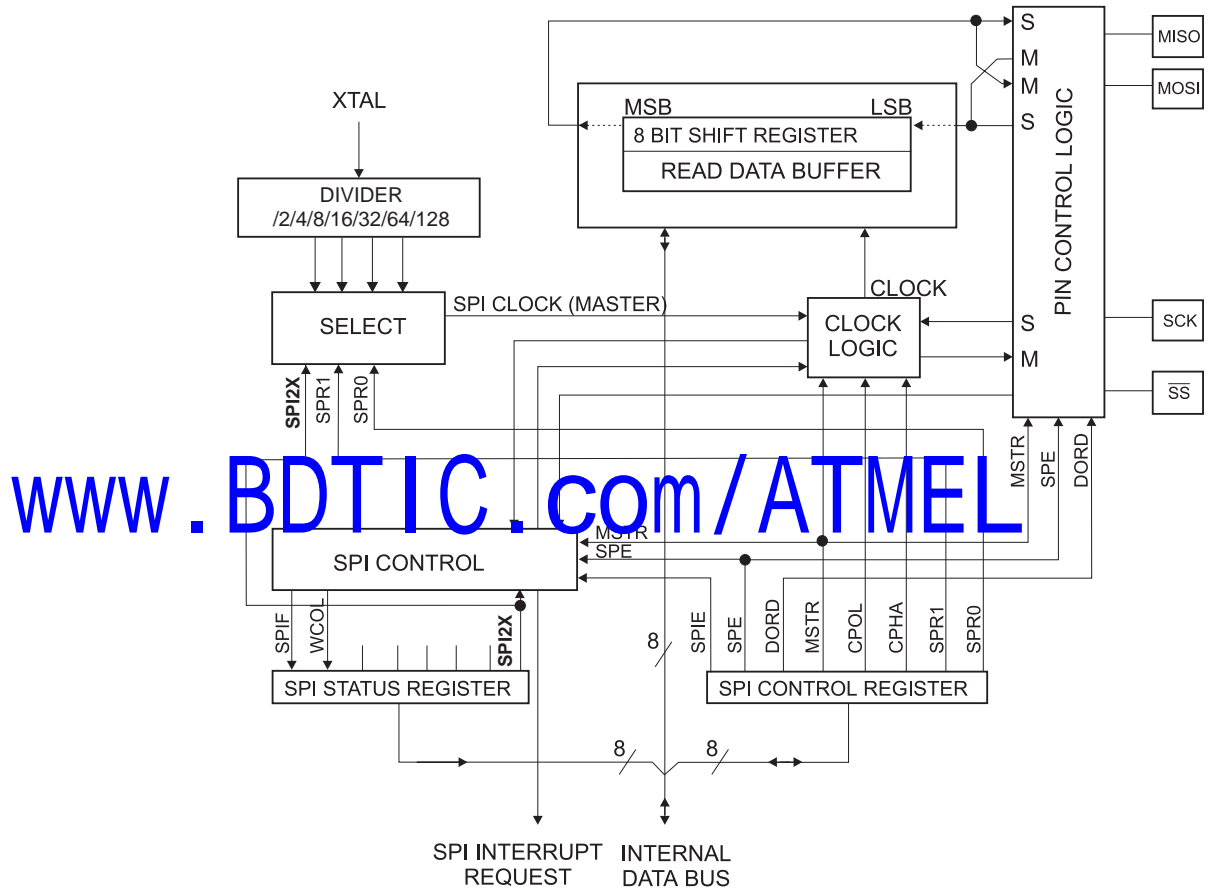 S
MISO
M
M
MOSI
XTAL
MSB
LSB
S
8 BIT SHIFT REGISTER
READ DATA BUFFER
PIN CONTROL LOGIC
DIVIDER
/2/4/8/16/32/64/128
SPI CLOCK (MASTER)
CLOCK
SELECT
CLOCK
LOGIC
S
SCK
M
SPI2X
SPR1
SPR0
SS
MSTR
SPE
DORD
www.BDTIC.com/ATMEL
MSTR
SPE
SPI CONTROL
SPIF
WCOL
SPI2X
8
SPIE
SPE
DORD
MSTR
CPOL
CPHA
SPR1
SPR0
SPI STATUS REGISTER
SPI CONTROL REGISTER
8
8
SPI INTERRUPT
REQUEST
INTERNAL
DATA BUS